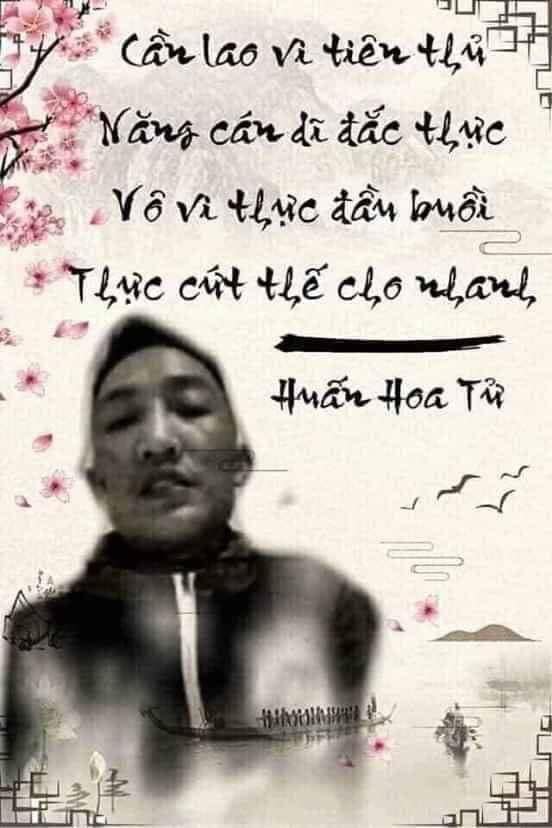 Cần lao vi tiên thủ
Năng cán dĩ đắc thực
Vô vi thực đầu buồi
Thực cứt thế cho nhanh
Huấn Hoa Tử